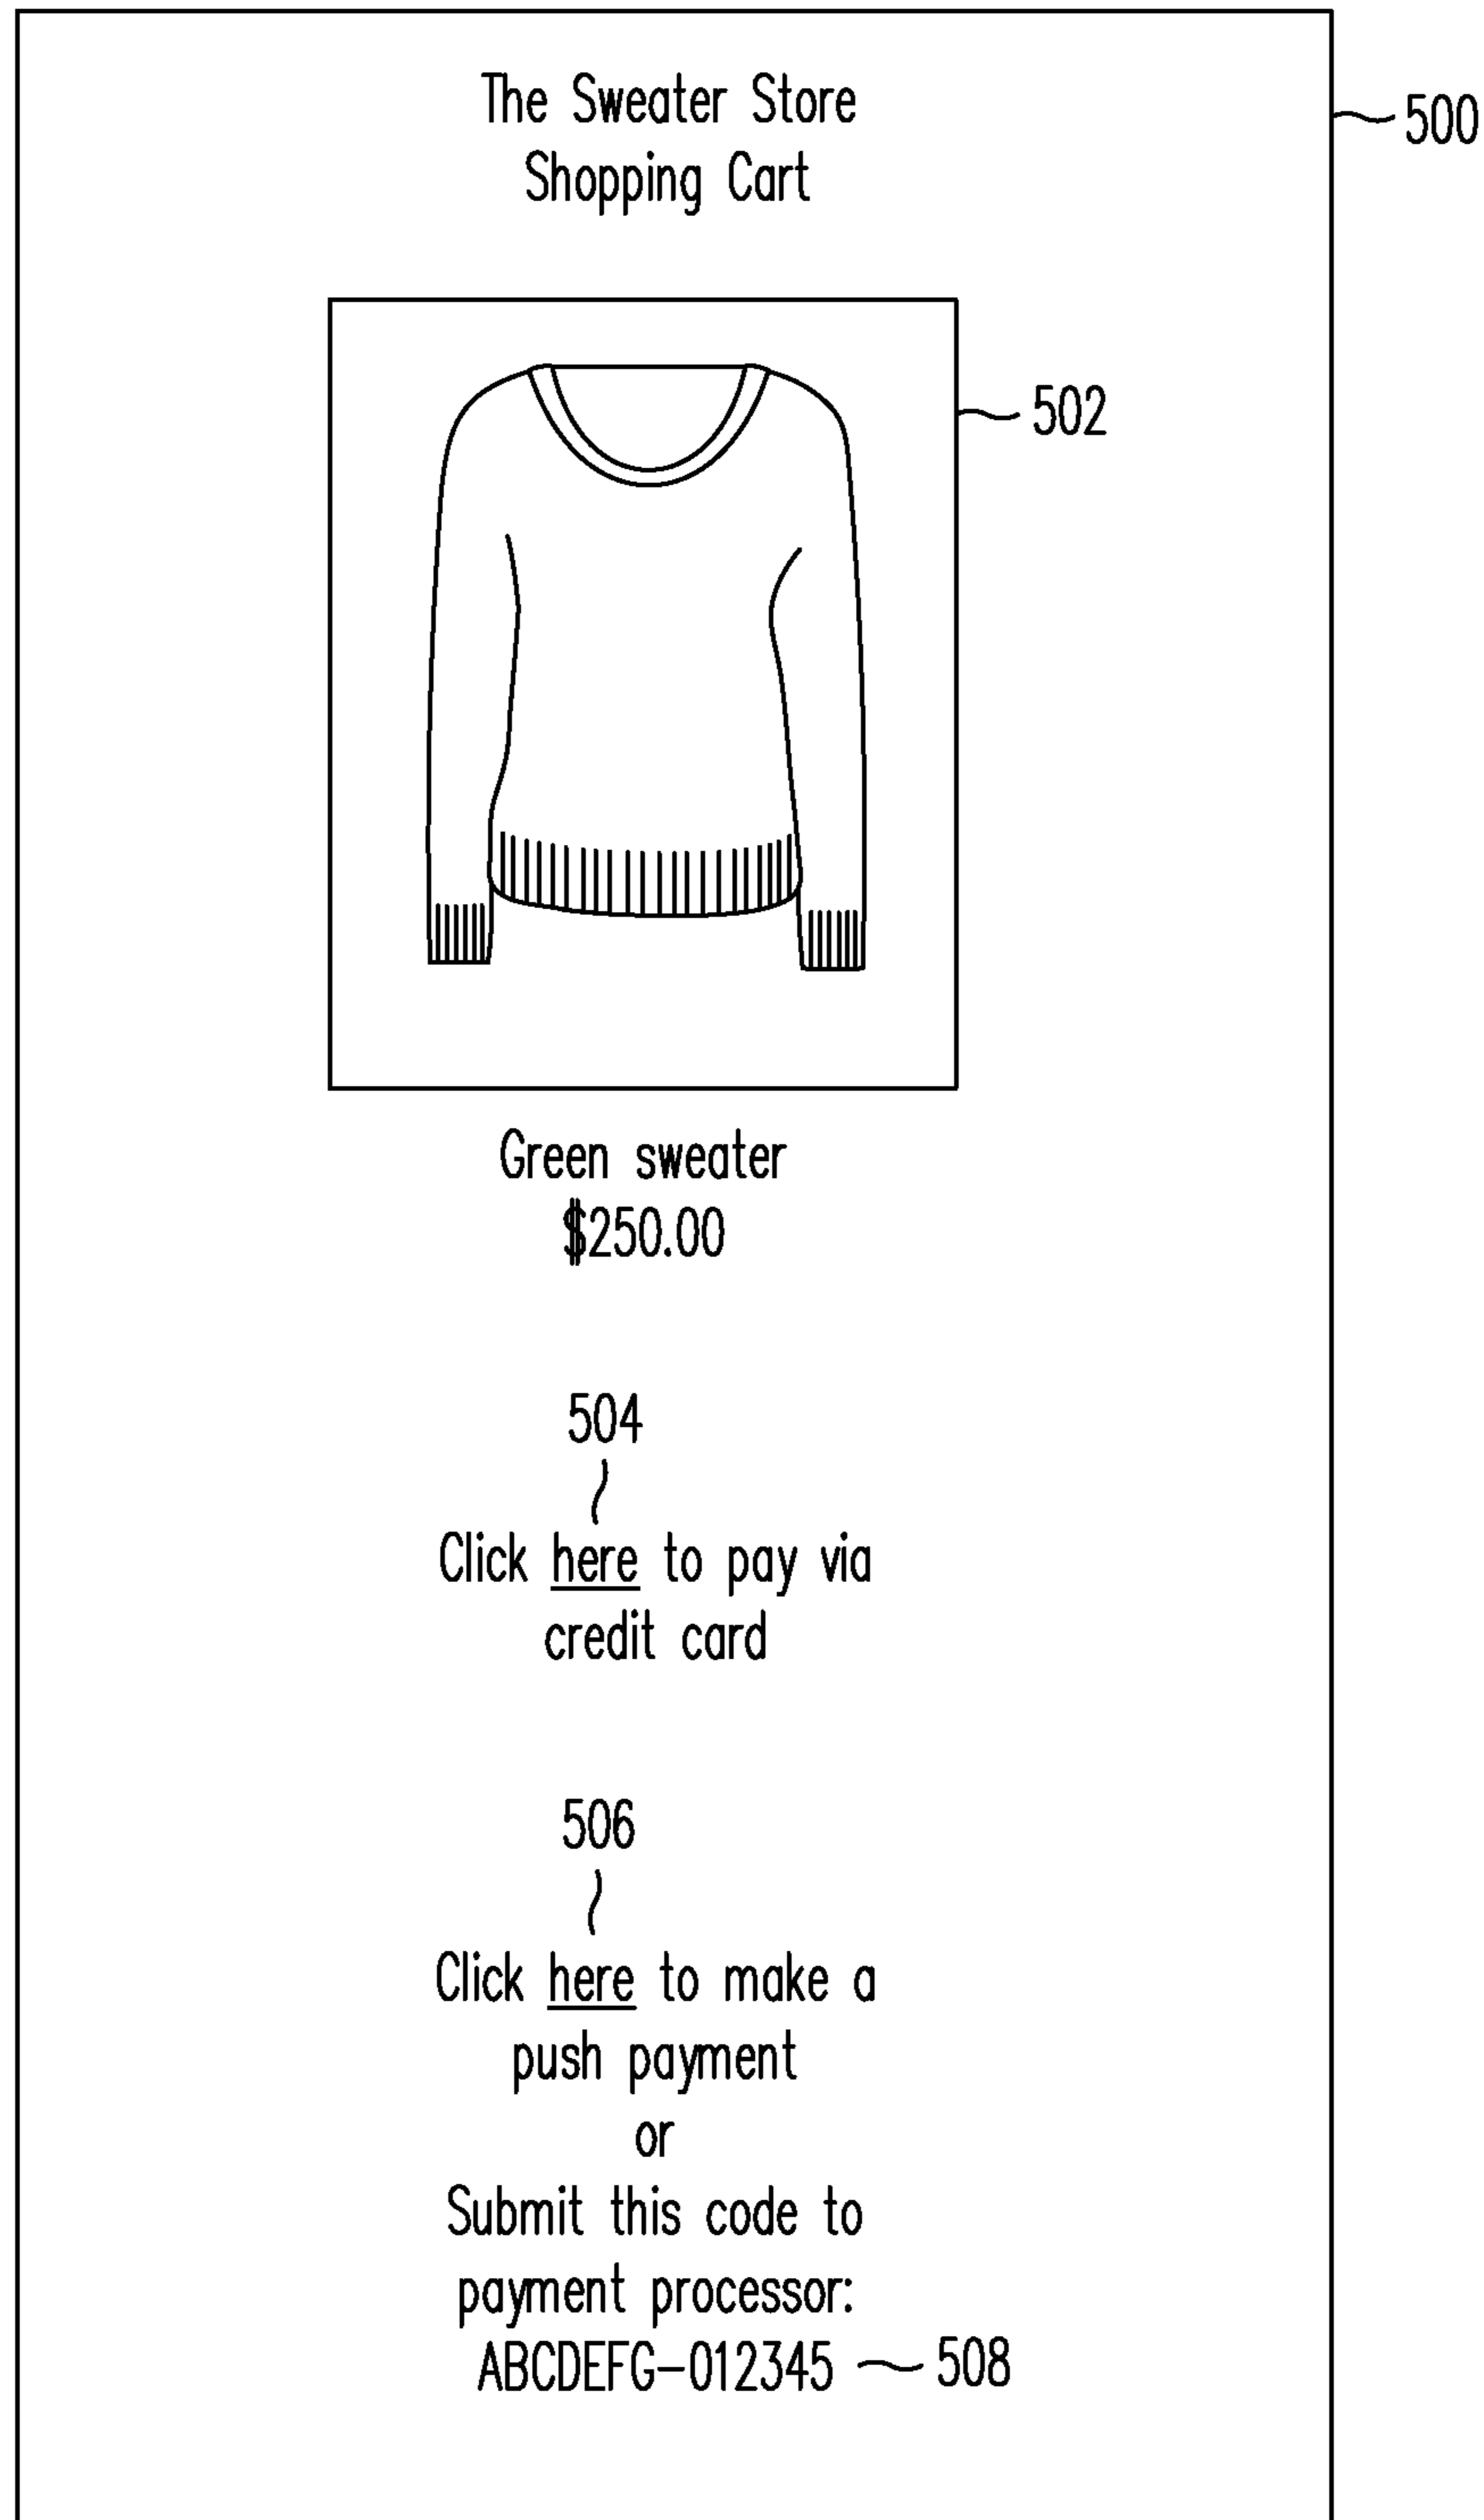 The Sweater Store
Shopping Cart
500
502
Green sweater
$250.00
504
Click here to pay via
credit card
506
Click here to make a
push payment
or
Submit this code to
payment processor:
ABCDEFG-012345
508